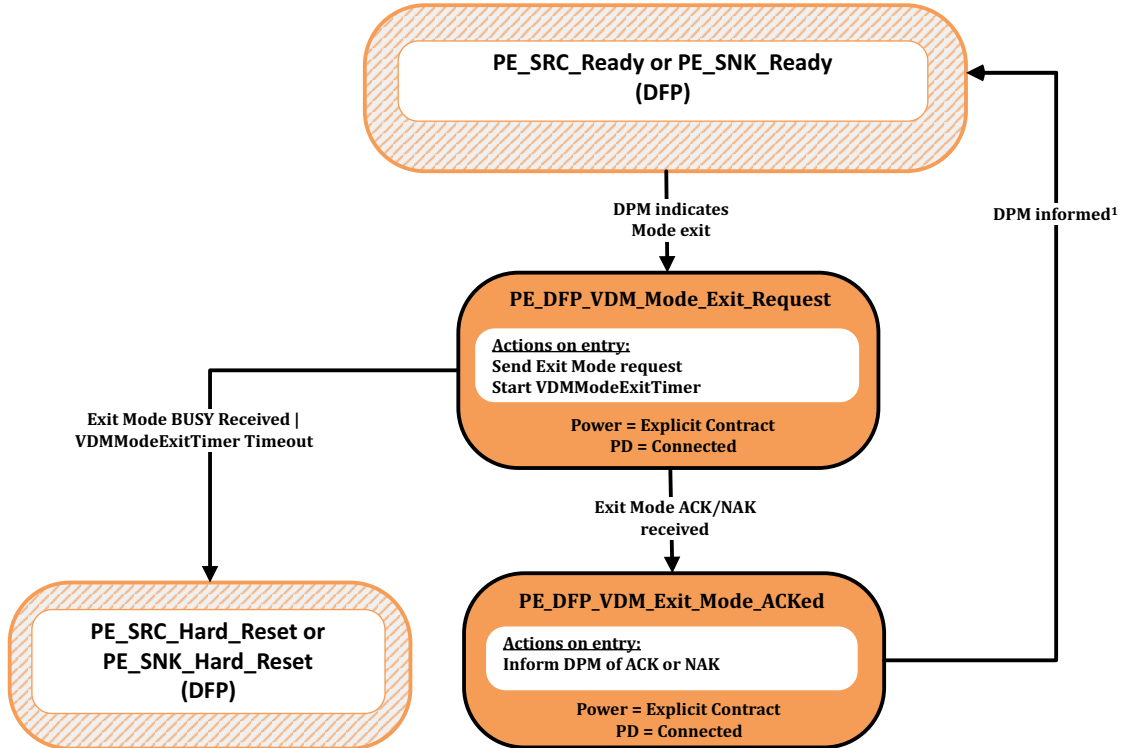 PE_SRC_Ready or PE_SNK_Ready
(DFP)
DPM indicates
Mode exit
DPM informed¹
PE_DFP_VDM_Mode_Exit_Request
Actions on entry:
Send Exit Mode request
Start VDMModeExitTimer
Power = Explicit Contract
PD = Connected
Exit Mode BUSY Received |
VDMModeExitTimer Timeout
Exit Mode ACK/NAK
received
PE_SRC_Hard_Reset or
PE_SNK_Hard_Reset
(DFP)
PE_DFP_VDM_Exit_Mode_ACKed
Actions on entry:
Inform DPM of ACK or NAK
Power = Explicit Contract
PD = Connected